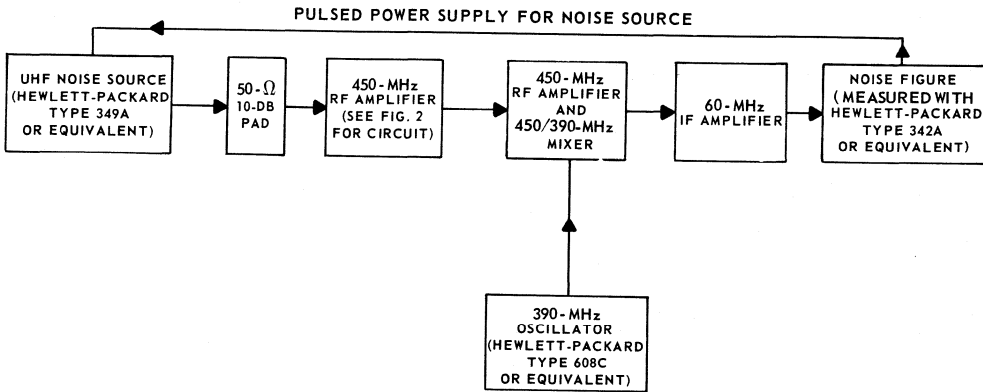 PULSED POWER SUPPLY FOR NOISE SOURCE
UHF NOISE SOURCE
(HEWLETT-PACKARD
TYPE 349A
OR EQUIVALENT)
50-Ω
10-DB
PAD
450-MHz
RF AMPLIFIER
(SEE FIG. 2
FOR CIRCUIT)
450-MHz
RF AMPLIFIER
AND
450/390-MHz
MIXER
60-MHz
IF AMPLIFIER
NOISE FIGURE
(MEASURED WITH
HEWLETT-PACKARD
TYPE 342A
OR EQUIVALENT)
390-MHz
OSCILLATOR
(HEWLETT-PACKARD
TYPE 608C
OR EQUIVALENT)